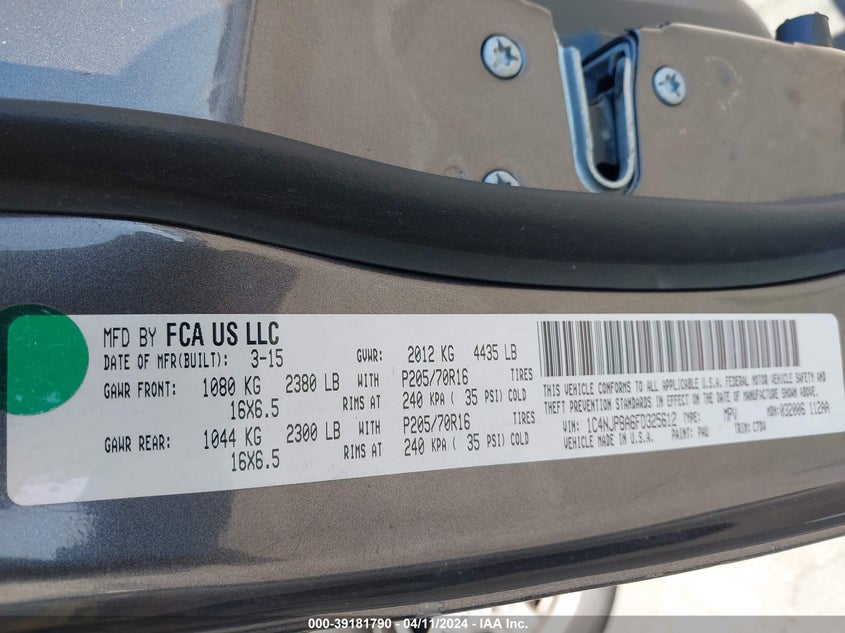 MFD BY FCA US LLC
DATE OF MFR(BUILT): 3-15 GVWR: 2012 KG 4435 LB
GAWR FRONT: 1080 KG 2380 LB WITH P205/70R16 TIRES
16X6.5 RIMS AT 240 KPA ( 35 PSI) COLD
GAWR REAR: 1044 KG 2300 LB WITH P205/70R16 TIRES
16X6.5 RIMS AT 240 KPA ( 35 PSI) COLD
THIS VEHICLE CONFORMS TO ALL APPLICABLE U.S.A. FEDERAL MOTOR VEHICLE SAFETY AND
THEFT PREVENTION STANDARDS IN EFFECT ON THE DATE OF MANUFACTURE SHOWN ABOVE.
VIN: 1C4NJPBA6FD325612 TYPE: MPV MDH: 032006 112AA
VEHICLE MADE IN U.S.A. PAINT: PAU TRIM:
000-39181790 - 04/11/2024 - IAA Inc.